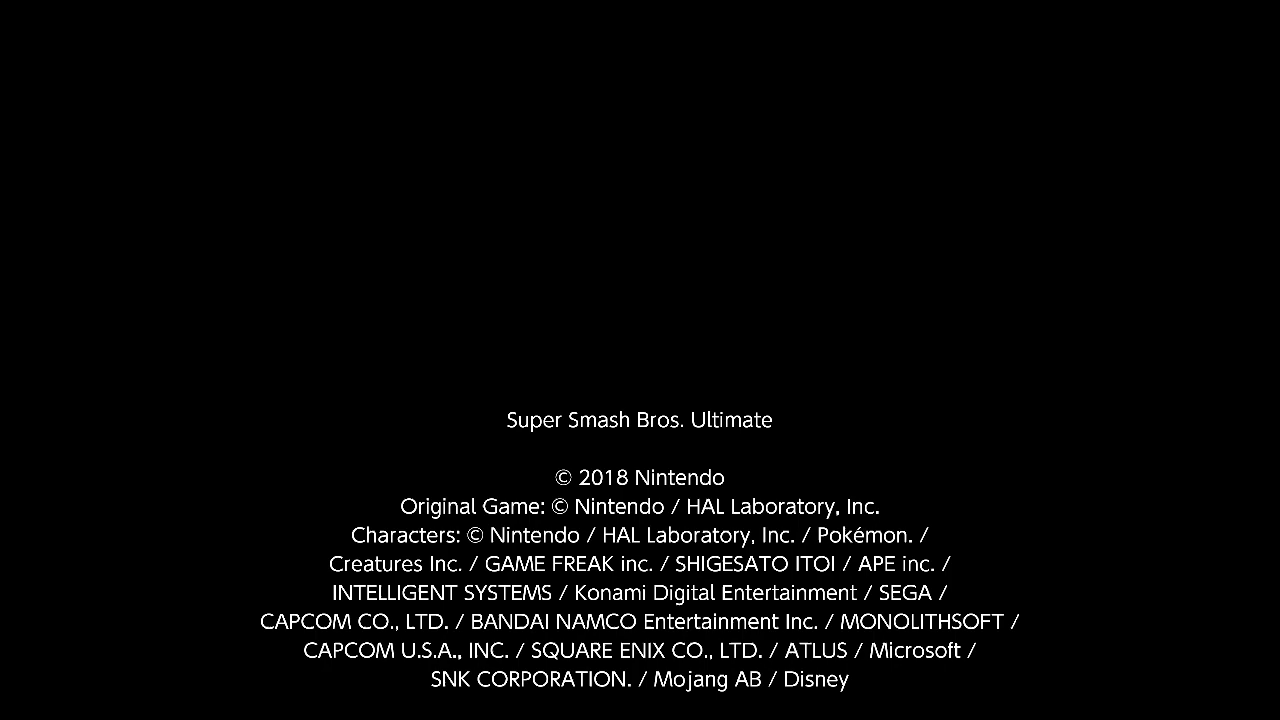 Super Smash Bros. Ultimate
© 2018 Nintendo
Original Game: © Nintendo / HAL Laboratory, Inc.
Characters: © Nintendo / HAL Laboratory, Inc. / Pokémon. /
Creatures Inc. / GAME FREAK inc. / SHIGESATO ITOI / APE inc. /
INTELLIGENT SYSTEMS / Konami Digital Entertainment / SEGA /
CAPCOM CO., LTD. / BANDAI NAMCO Entertainment Inc. / MONOLITHSOFT /
CAPCOM U.S.A., INC. / SQUARE ENIX CO., LTD. / ATLUS / Microsoft /
SNK CORPORATION. / Mojang AB / Disney